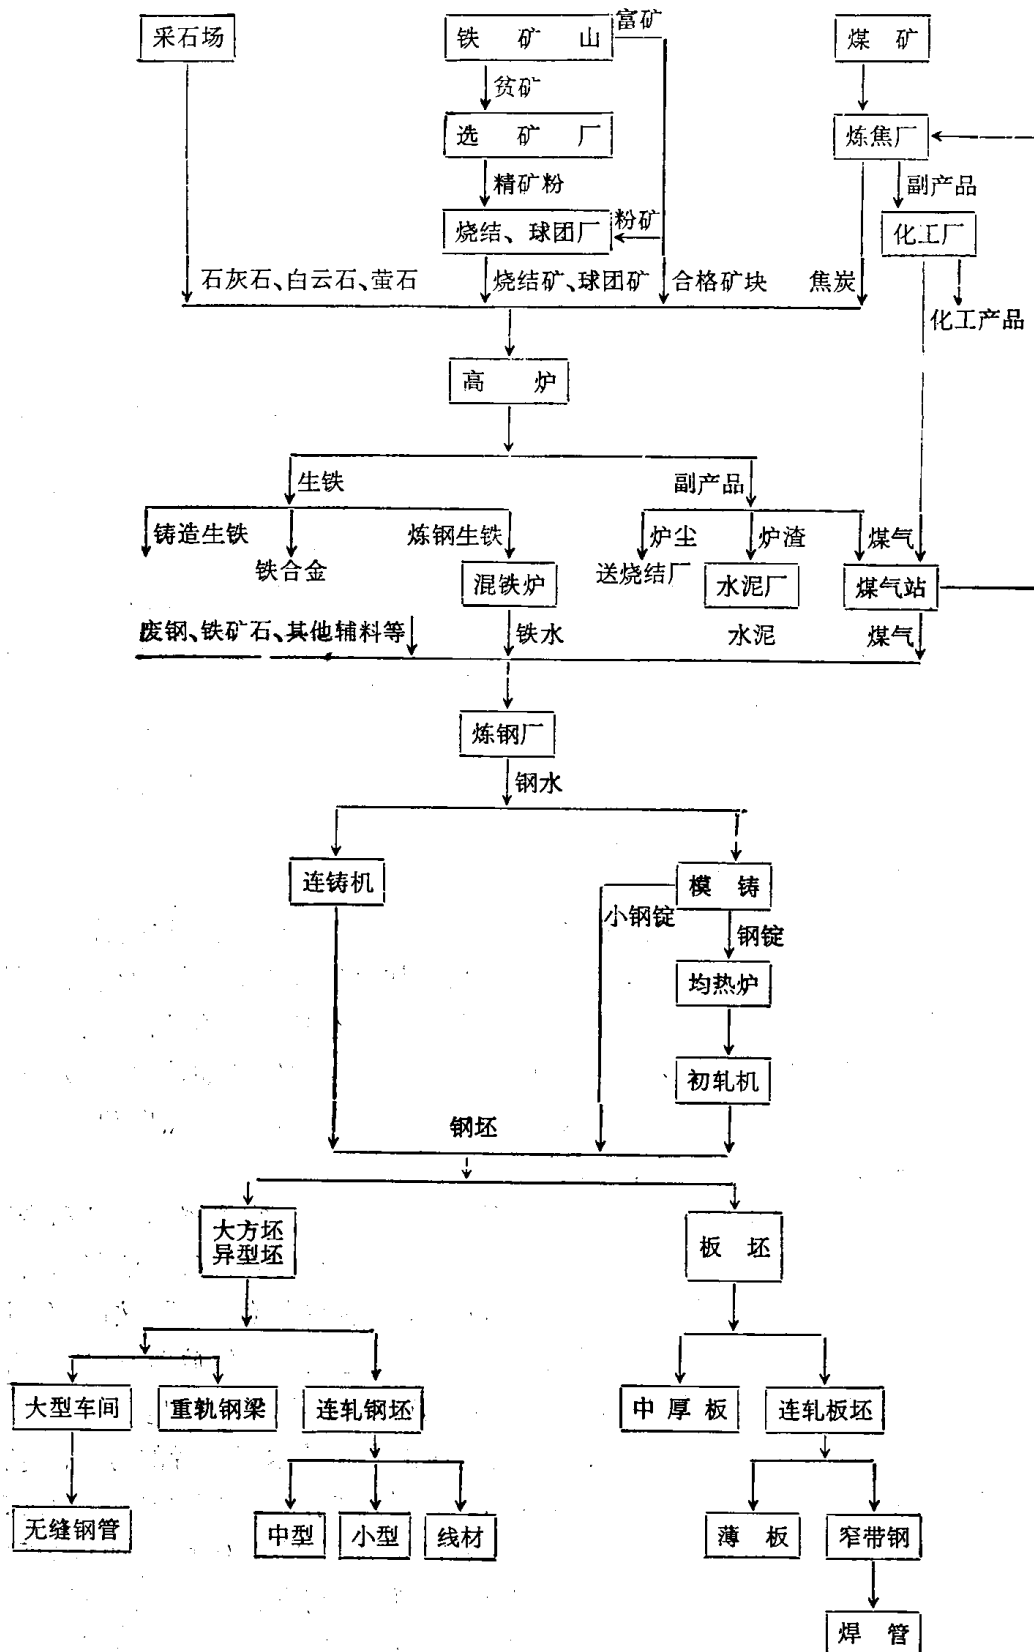 采石场
铁矿山
富矿
煤矿
贫矿
选矿厂
炼焦厂
精矿粉
副产品
烧结、球团厂
粉矿
化工厂
石灰石、白云石、萤石
烧结矿、球团矿
合格矿块
焦炭
化工产品
高炉
生铁
副产品
铸造生铁
炼钢生铁
炉尘
炉渣
煤气
铁合金
混铁炉
送烧结厂
水泥厂
煤气站
废钢、铁矿石、其他辅料等
铁水
水泥
煤气
炼钢厂
钢水
连铸机
模铸
小钢锭
钢锭
均热炉
初轧机
钢坯
大方坯
异型坯
板坯
大型车间
重轨钢梁
连轧钢坯
中厚板
连轧板坯
无缝钢管
中型
小型
线材
薄板
窄带钢
焊管